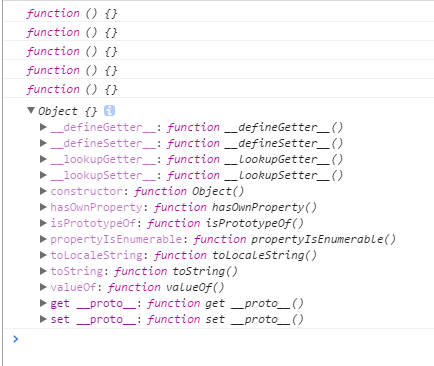 function () {}
function () {}
function () {}
function () {}
function () {}
▼Object {} i
▶__defineGetter__: function __defineGetter__()
▶__defineSetter__: function __defineSetter__()
▶__lookupGetter__: function __lookupGetter__()
▶__lookupSetter__: function __lookupSetter__()
▶constructor: function Object()
▶hasOwnProperty: function hasOwnProperty()
▶isPrototypeOf: function isPrototypeOf()
▶propertyIsEnumerable: function propertyIsEnumerable()
▶toLocaleString: function toLocaleString()
▶toString: function toString()
▶valueOf: function valueOf()
▶get __proto__: function get __proto__()
▶set __proto__: function set __proto__()
>